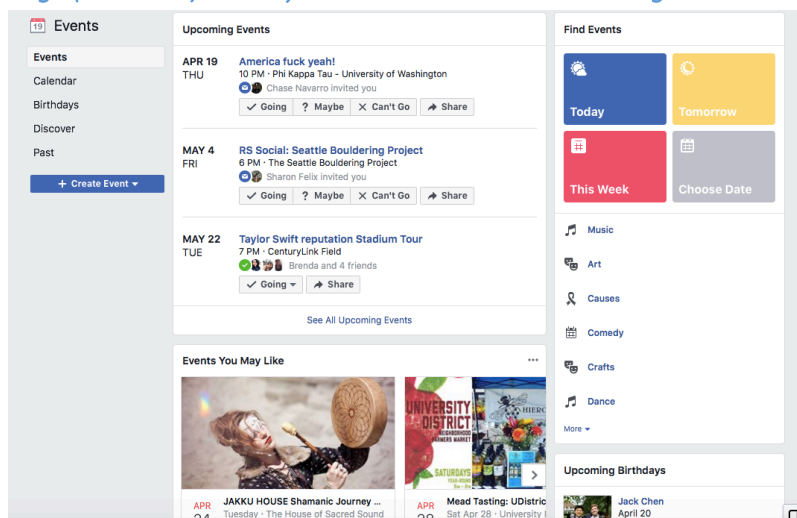 Events
Events
Calendar
Birthdays
Discover
Past
+ Create Event
Upcoming Events
APR 19
THU
America fuck yeah!
10 PM · Phi Kappa Tau - University of Washington
Chase Navarro invited you
Going ? Maybe Can't Go Share
MAY 4
FRI
RS Social: Seattle Bouldering Project
6 PM · The Seattle Bouldering Project
Sharon Felix invited you
Going ? Maybe Can't Go Share
MAY 22
TUE
Taylor Swift reputation Stadium Tour
7 PM · CenturyLink Field
Brenda and 4 friends
Going Share
See All Upcoming Events
Events You May Like
UNIVERSITY
DISTRICT
NEIGHBORHOOD
FARMERS MARKET
SATURDAYS
HIERO
APR
JAKKU HOUSE Shamanic Journey ...
Tuesday · The House of Sacred Sound
APR
Mead Tasting: UDistric
Sat Apr 28 · University
Find Events
Today
Tomorrow
This Week
Choose Date
Music
Art
Causes
Comedy
Crafts
Dance
More
Upcoming Birthdays
Jack Chen
April 20